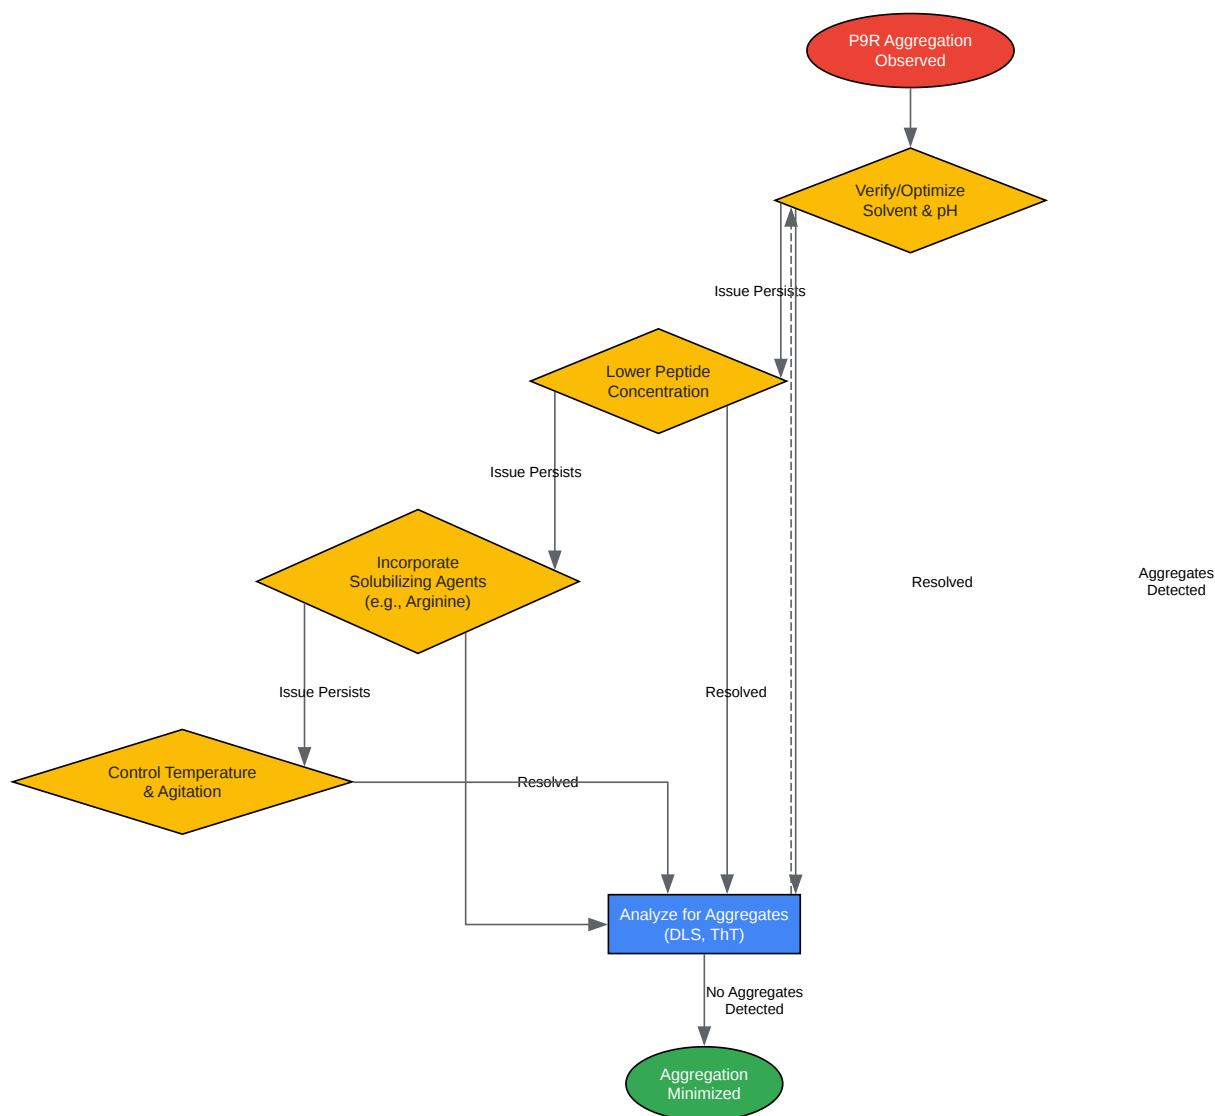 P9R Aggregation
Observed
Verify/Optimize
Solvent & pH
Issue Persists
Lower Peptide
Concentration
Issue Persists
Incorporate
Solubilizing Agents
(e.g., Arginine)
Resolved
Aggregates
Detected
Issue Persists
Resolved
Control Temperature
& Agitation
Resolved
Analyze for Aggregates
(DLS, ThT)
No Aggregates
Detected
Aggregation
Minimized